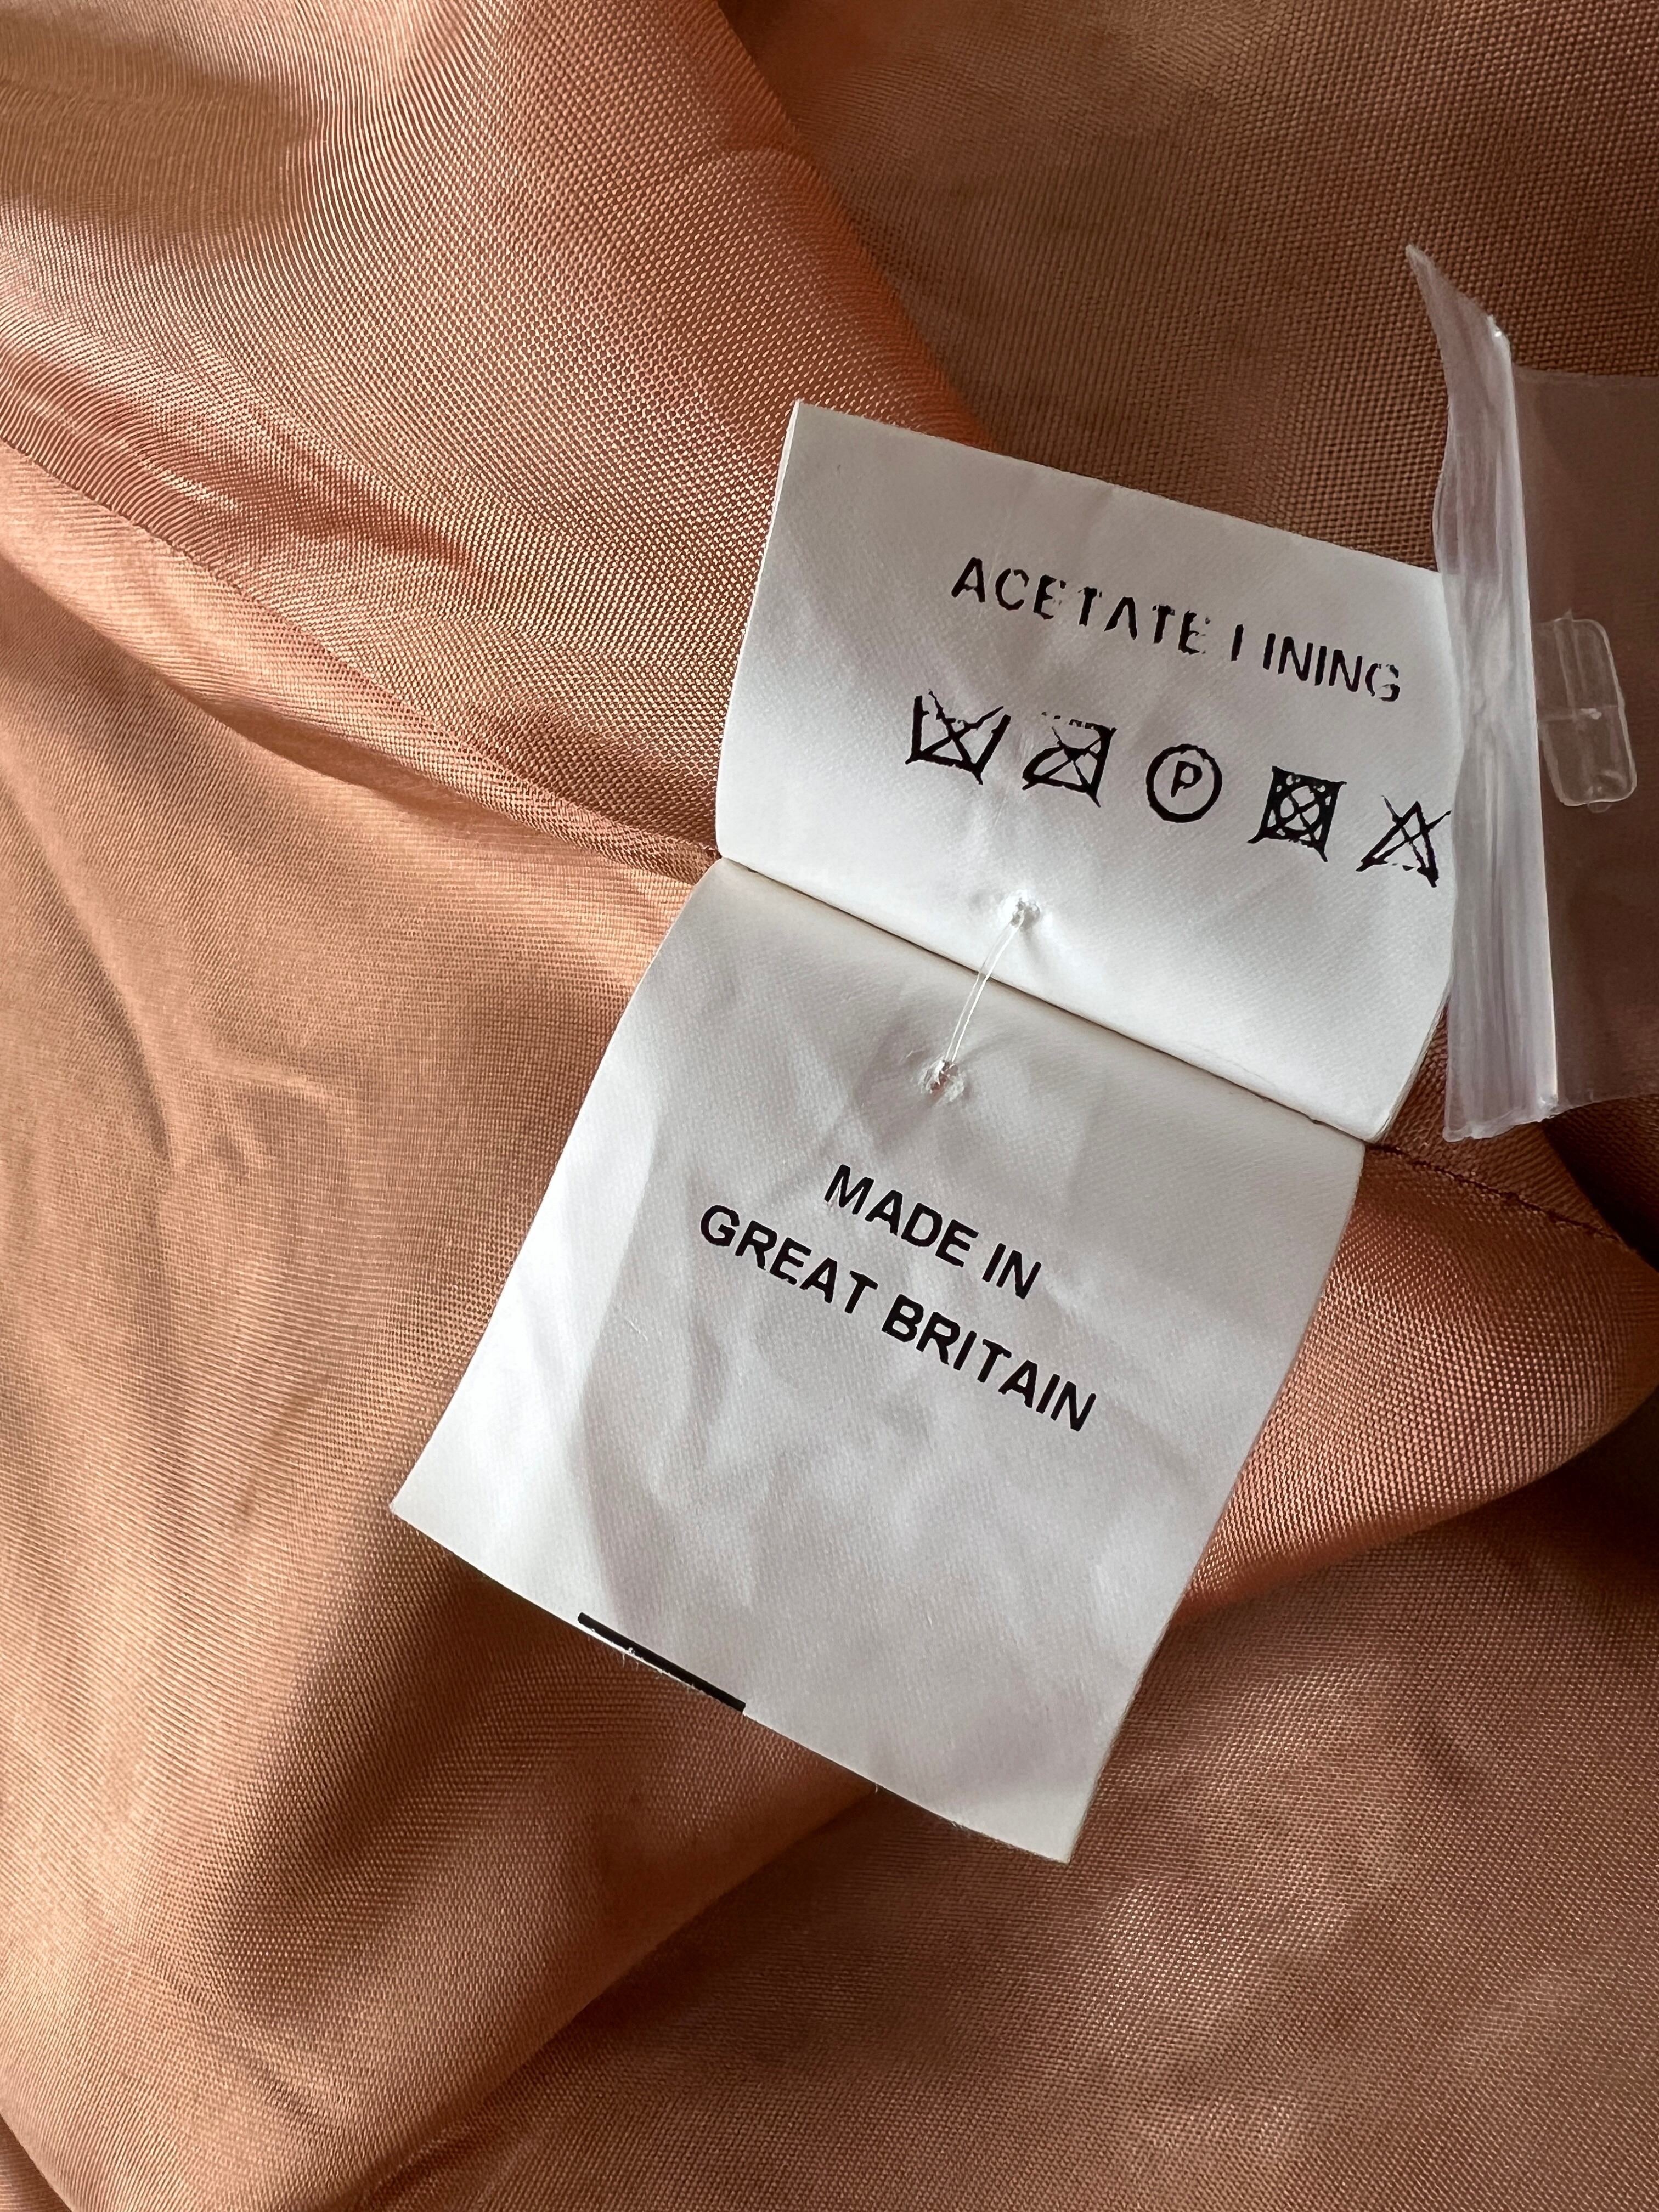 ACETATE LINING
P
MADE IN
GREAT BRITAIN